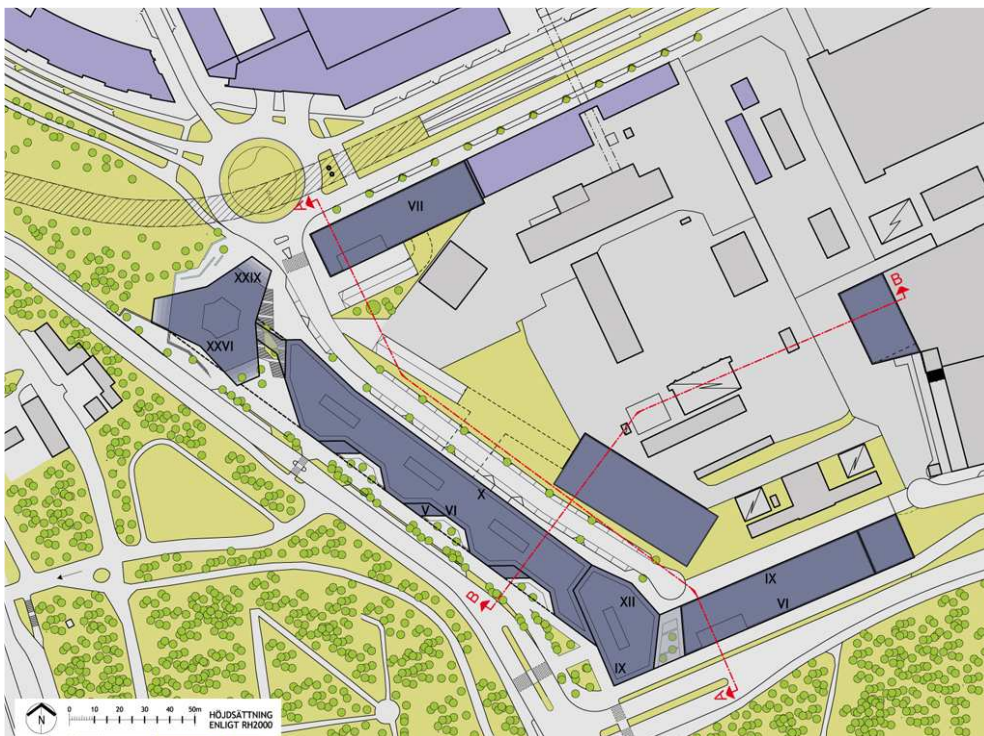 A
VII
XXIX
XXVI
B
X
V VI
B
XII
IX
IX
VI
A
N
0 10 20 30 40 50m
HÖJDSÄTTNING
ENLIGT RH2000